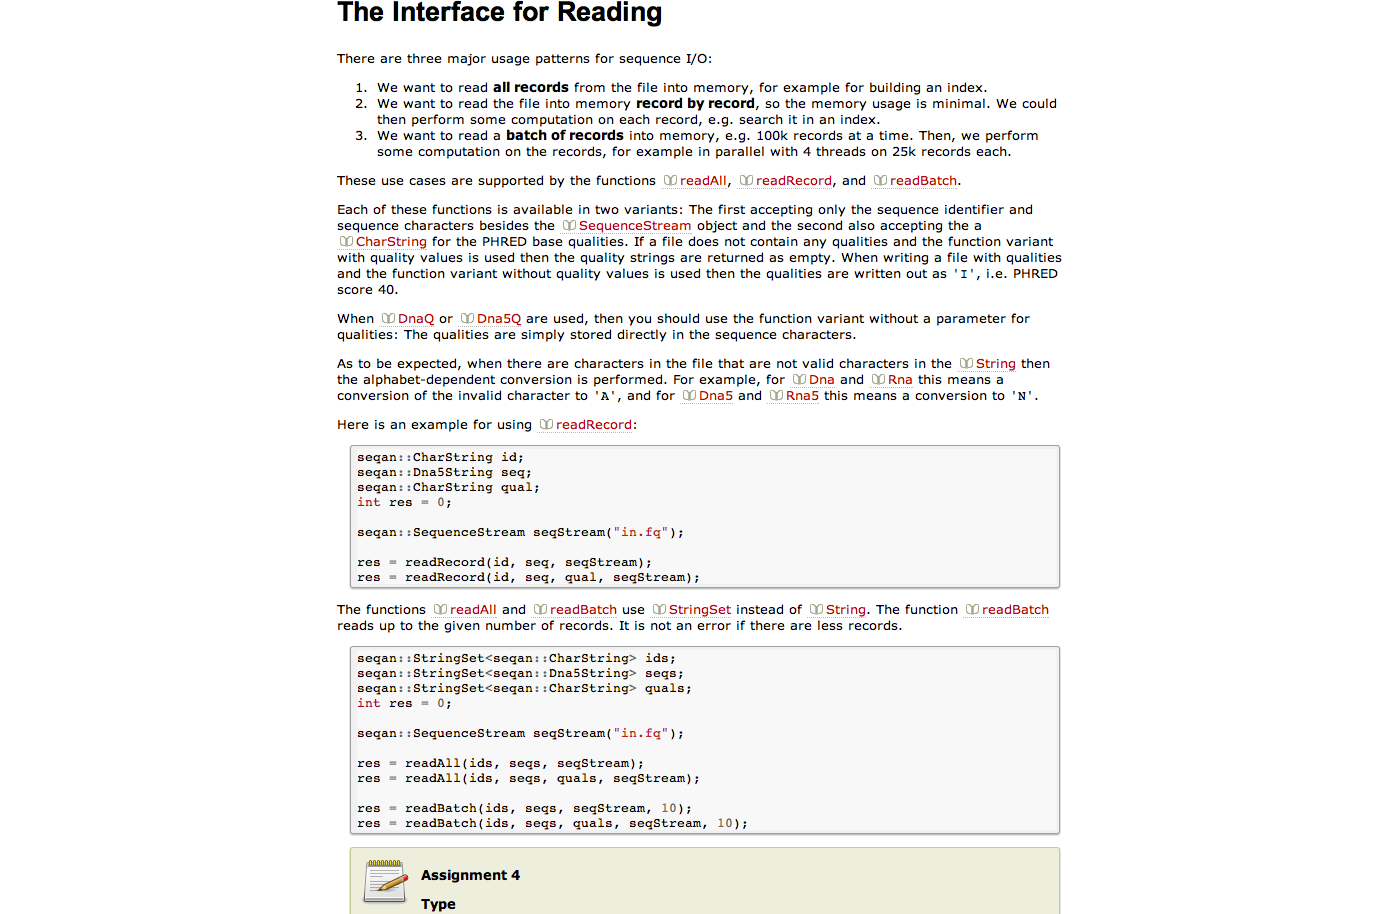 The Interface for Reading
There are three major usage patterns for sequence I/O:
1. We want to read all records from the file into memory, for example for building an index.
2. We want to read the file into memory record by record, so the memory usage is minimal. We could
then perform some computation on each record, e.g. search it in an index.
3. We want to read a batch of records into memory, e.g. 100k records at a time. Then, we perform
some computation on the records, for example in parallel with 4 threads on 25k records each.
These use cases are supported by the functions readAll, readRecord, and readBatch.
Each of these functions is available in two variants: The first accepting only the sequence identifier and
sequence characters besides the SequenceStream object and the second also accepting the a
CharString for the PHRED base qualities. If a file does not contain any qualities and the function variant
with quality values is used then the quality strings are returned as empty. When writing a file with qualities
and the function variant without quality values is used then the qualities are written out as 'I', i.e. PHRED
score 40.
When DnaQ or Dna5Q are used, then you should use the function variant without a parameter for
qualities: The qualities are simply stored directly in the sequence characters.
As to be expected, when there are characters in the file that are not valid characters in the String then
the alphabet-dependent conversion is performed. For example, for Dna and Rna this means a
conversion of the invalid character to 'A', and for Dna5 and Rna5 this means a conversion to 'N'.
Here is an example for using readRecord:
seqan::CharString id;
seqan::Dna5String seq;
seqan::CharString qual;
int res = 0;
seqan::SequenceStream seqStream("in.fq");
res = readRecord(id, seq, seqStream);
res = readRecord(id, seq, qual, seqStream);
The functions readAll and readBatch use StringSet instead of String. The function readBatch
reads up to the given number of records. It is not an error if there are less records.
seqan::StringSet<seqan::CharString> ids;
seqan::StringSet<seqan::Dna5String> seqs;
seqan::StringSet<seqan::CharString> quals;
int res = 0;
seqan::SequenceStream seqStream("in.fq");
res = readAll(ids, seqs, seqStream);
res = readAll(ids, seqs, quals, seqStream);
res = readBatch(ids, seqs, seqStream, 10);
res = readBatch(ids, seqs, quals, seqStream, 10);
Assignment 4
Type